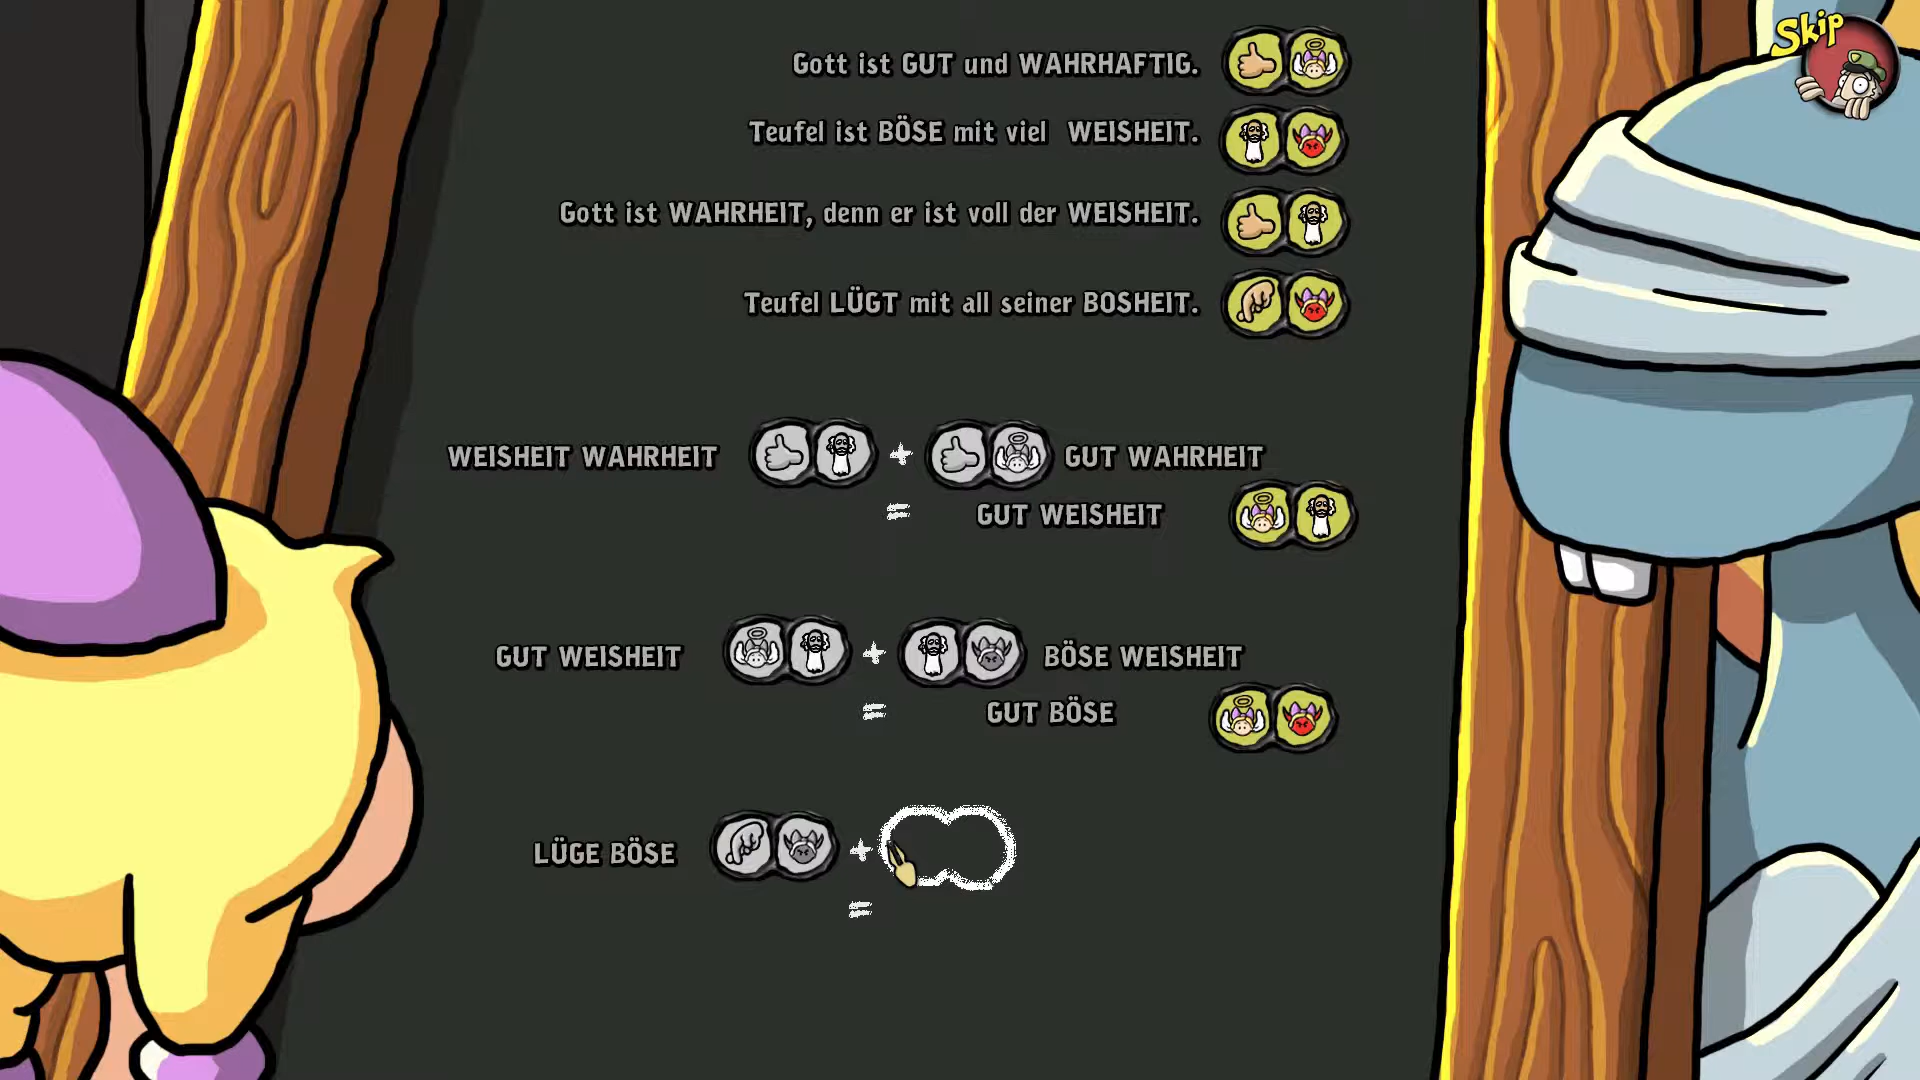 Skip
Gott ist GUT und WAHRHAFTIG.
Teufel ist BÖSE mit viel WEISHEIT.
Gott ist WAHRHEIT, denn er ist voll der WEISHEIT.
Teufel LÜGT mit all seiner BOSHEIT.
WEISHEIT WAHRHEIT + GUT WAHRHEIT
= GUT WEISHEIT
GUT WEISHEIT + BÖSE WEISHEIT
= GUT BÖSE
LÜGE BÖSE +
=